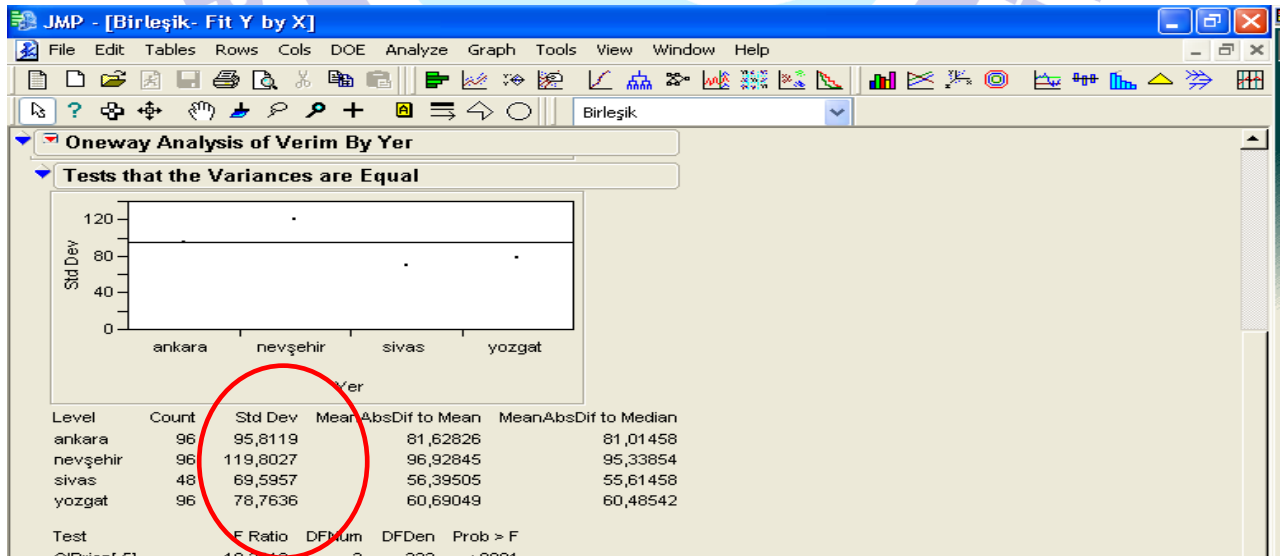 JMP - [Birleşik- Fit Y by X]
File Edit Tables Rows Cols DOE Analyze Graph Tools View Window Help
Birleşik
Oneway Analysis of Verim By Yer
Tests that the Variances are Equal
120
80
40
0
Std Dev
ankara nevşehir sivas yozgat
Yer
Level Count Std Dev MeanAbsDif to Mean MeanAbsDif to Median
ankara 96 95,8119 81,62826 81,01458
nevşehir 96 119,8027 96,92845 95,33854
sivas 48 69,5957 56,39505 55,61458
yozgat 96 78,7636 60,69049 60,48542
Test F Ratio DFNum DFDen Prob > F